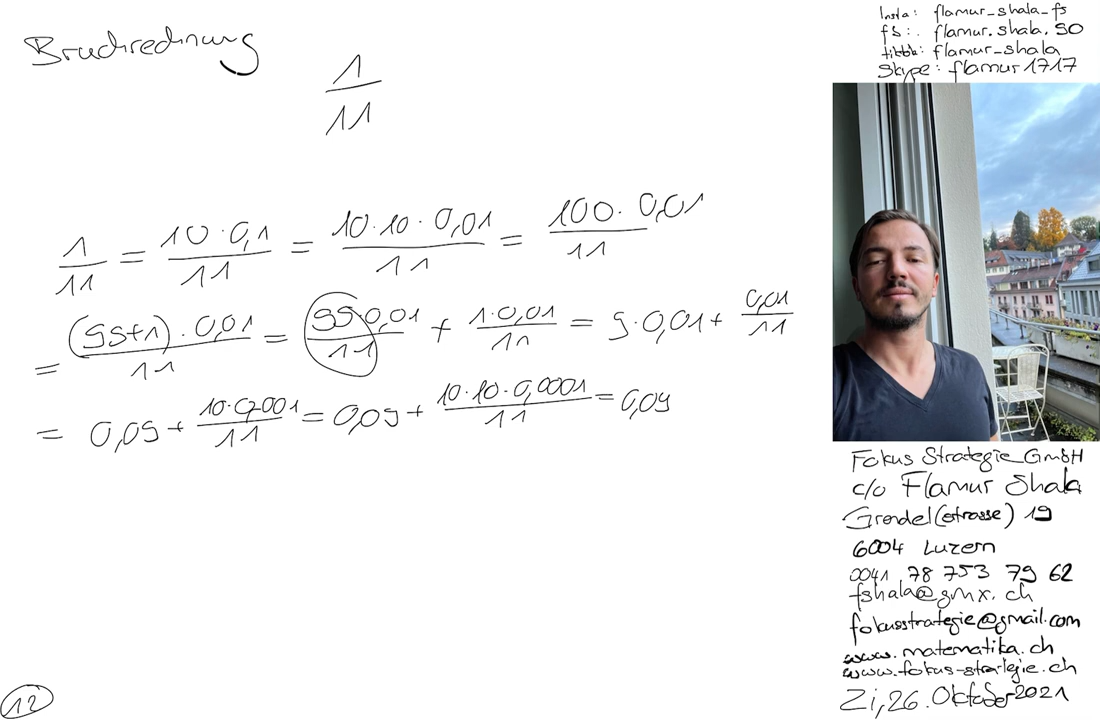 Bruchrechnung
1/11
1/11 = 10·0,1/11 = 10·10·0,01/11 = 100·0,01/11
= (99+1)·0,01/11 = 99·0,01/11 + 1·0,01/11 = 9·0,01 + 0,01/11
= 0,09 + 10·0,001/11 = 0,09 + 10·10·0,0001/11 = 0,09
12
Insta: flamur_shala_fs
fb: flamur.shala.90
tiktok: flamur_shala
Skype: flamur1717
Fokus Strategie GmbH
c/o Flamur Shala
Grendel(strasse) 19
6004 Luzern
0041 78 753 79 62
fshala@gmx.ch
fokusstrategie@gmail.com
www.matematika.ch
www.fokus-strategie.ch
Zi, 26. Oktober 2021